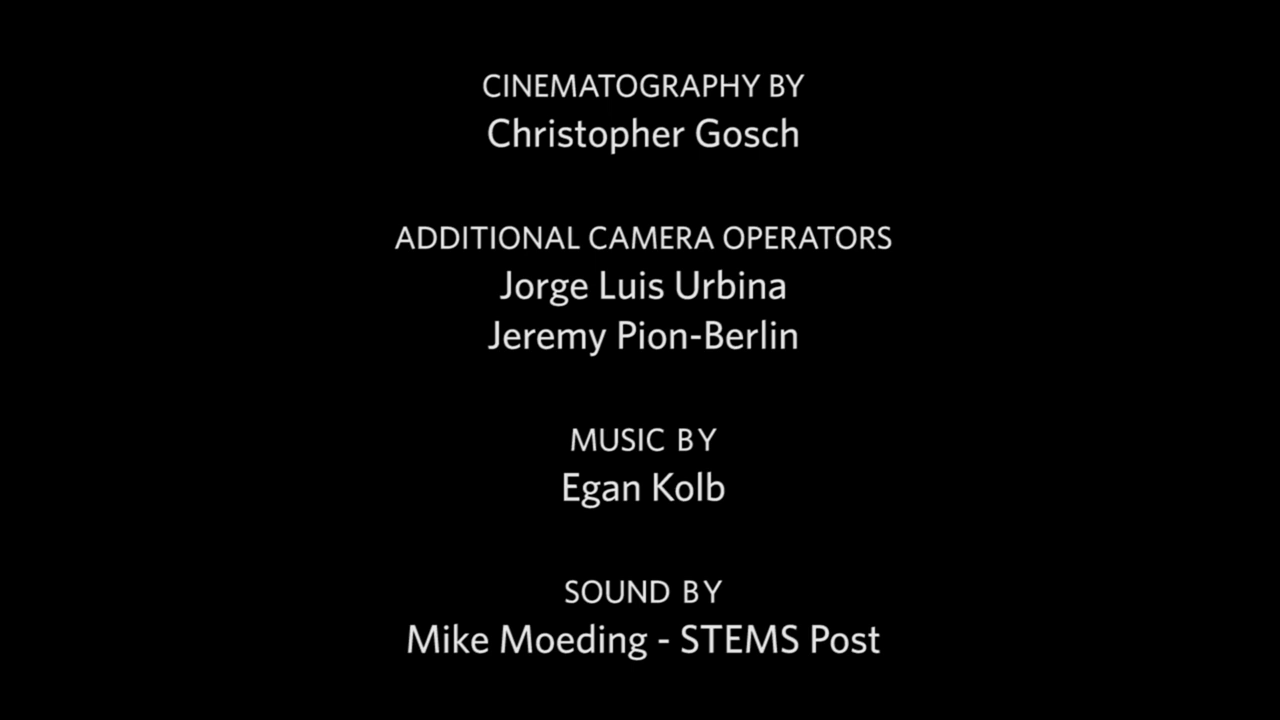 CINEMATOGRAPHY BY
Christopher Gosch
ADDITIONAL CAMERA OPERATORS
Jorge Luis Urbina
Jeremy Pion-Berlin
MUSIC BY
Egan Kolb
SOUND BY
Mike Moeding - STEMS Post